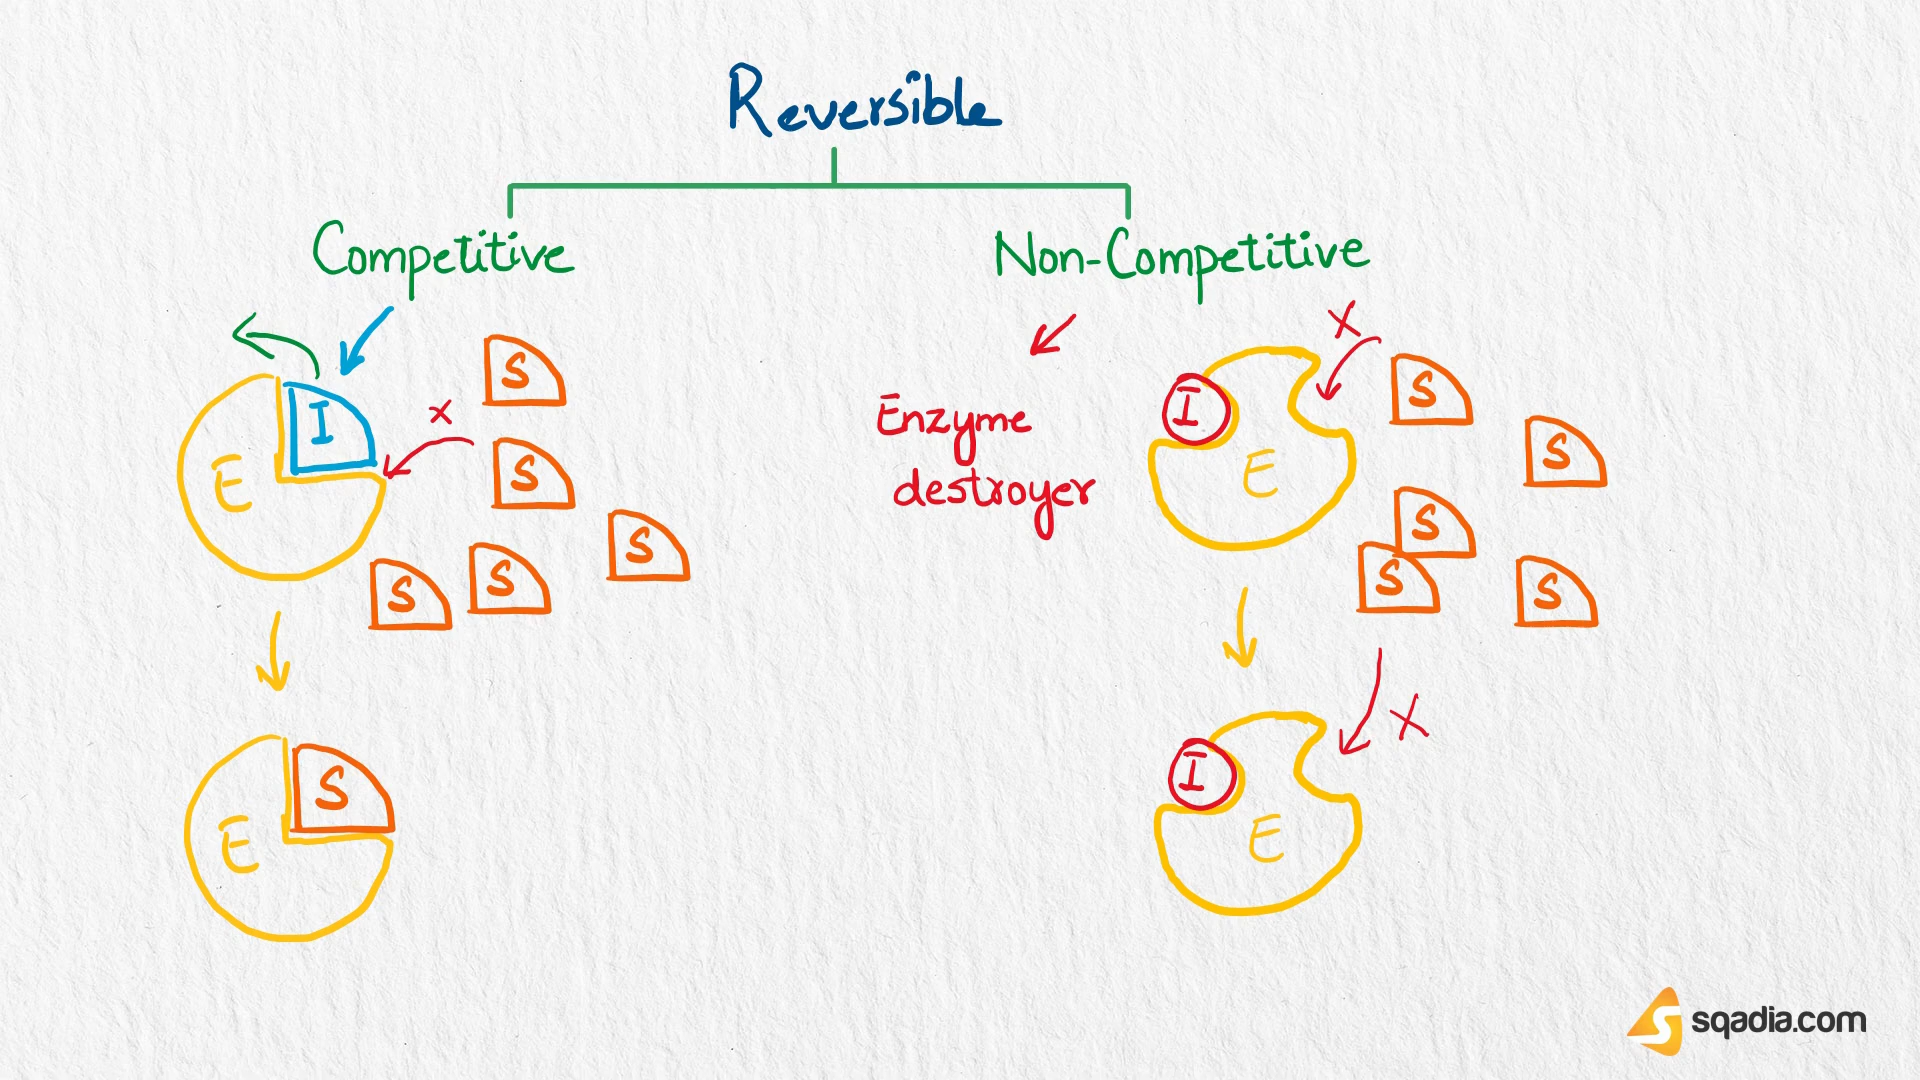 Reversible
Competitive
Non-Competitive
X
S
I
X
S
I
S
Enzyme
E
S
E
S
destroyer
S
S
S
S
S
S
X
S
I
E
E
sqadia.com